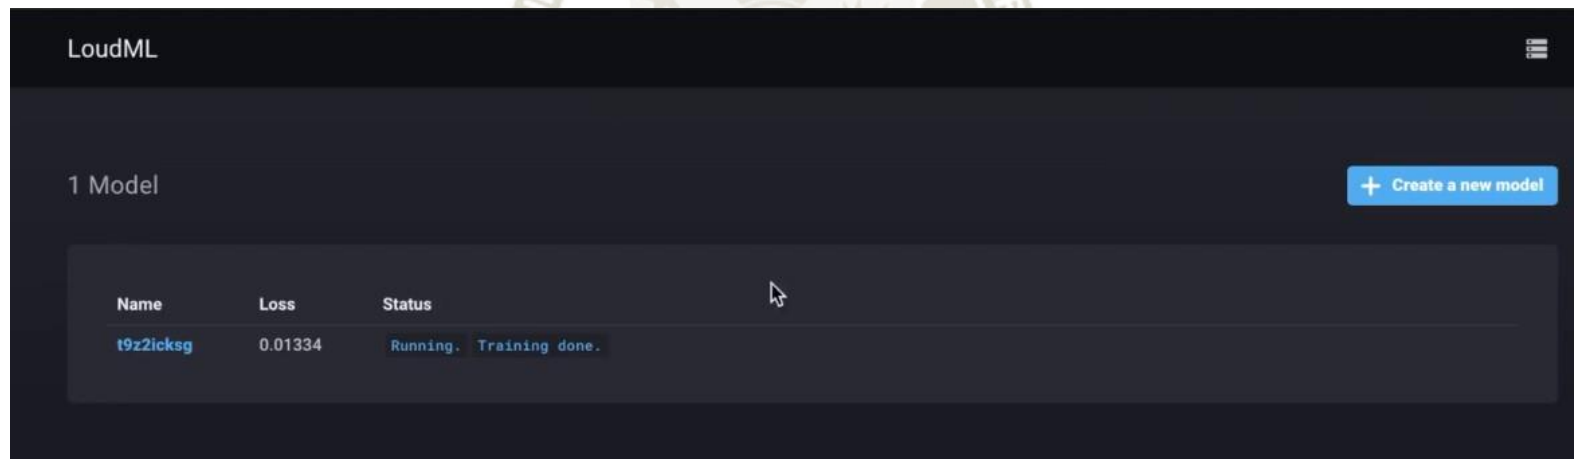 LoudML
1 Model
+ Create a new model
Name Loss Status
t9z2icksg 0.01334 Running. Training done.